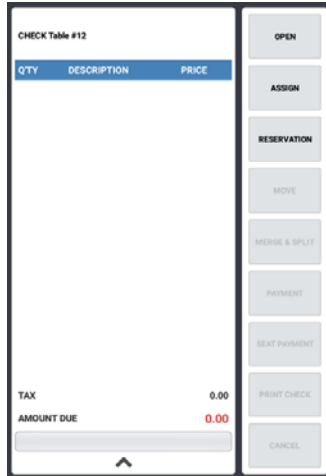 CHECK Table #12
Q'TY DESCRIPTION PRICE
TAX 0.00
AMOUNT DUE 0.00
OPEN
ASSIGN
RESERVATION
MOVE
MERGE & SPLIT
PAYMENT
SEAT PAYMENT
PRINT CHECK
CANCEL